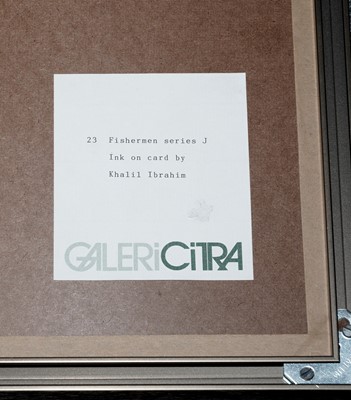 23 Fishermen series J
Ink on card by
Khalil Ibrahim
GALERiCiTRA